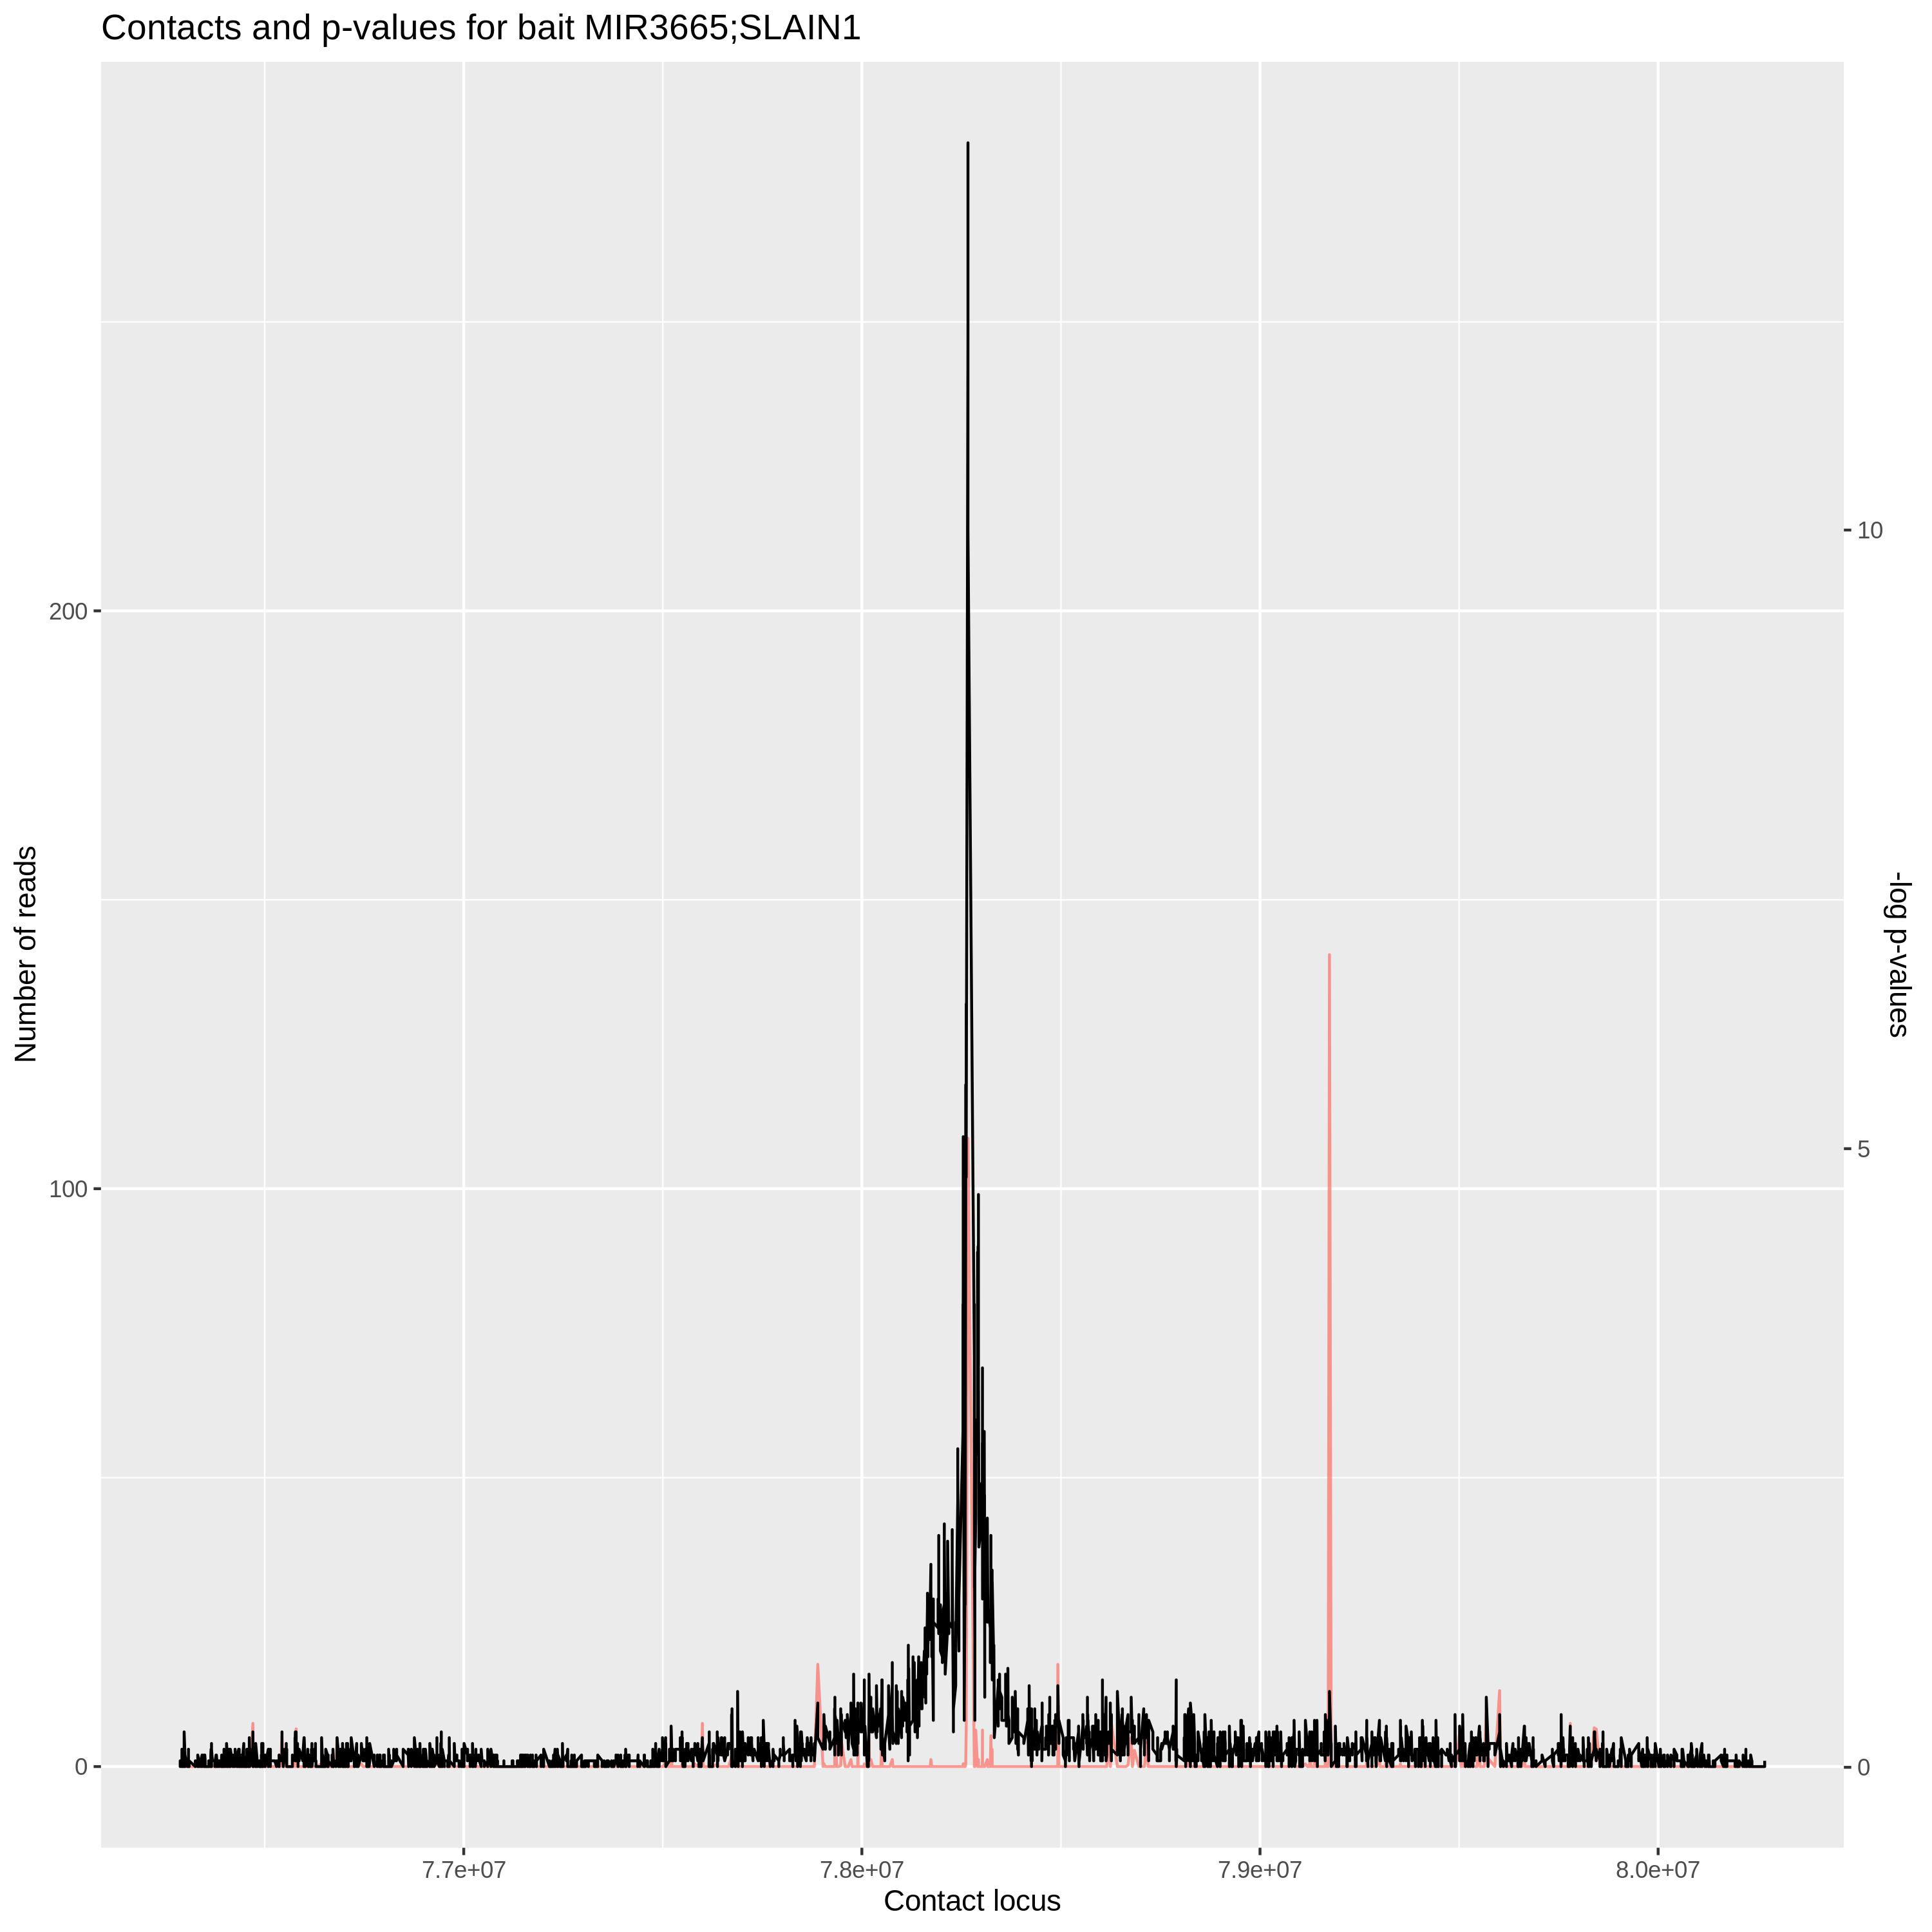 Contacts and p-values for bait MIR3665;SLAIN1
Number of reads
200
100
0
10
5
0
-log p-values
7.7e+07 7.8e+07 7.9e+07 8.0e+07
Contact locus